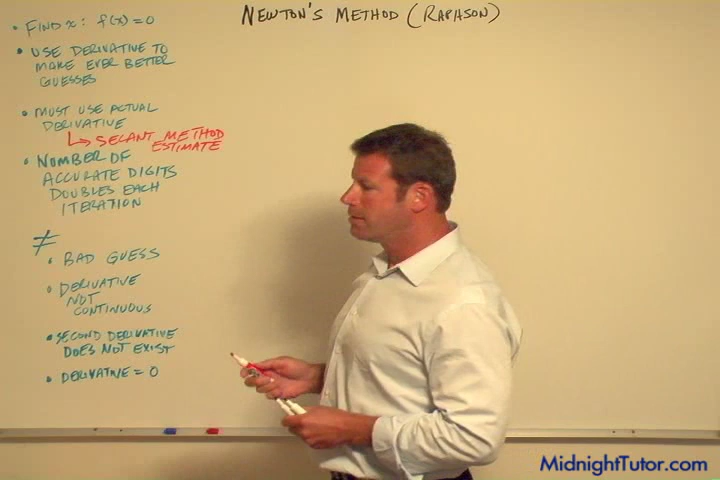 NEWTON'S METHOD (RAPHSON)
• FIND x: f(x) = 0
• USE DERIVATIVE TO
MAKE EVER BETTER
GUESSES
• MUST USE ACTUAL
DERIVATIVE
↳ SECANT METHOD
ESTIMATE
• NUMBER OF
ACCURATE DIGITS
DOUBLES EACH
ITERATION
≠
• BAD GUESS
• DERIVATIVE
NOT
CONTINUOUS
• SECOND DERIVATIVE
DOES NOT EXIST
• DERIVATIVE = 0
MidnightTutor.com